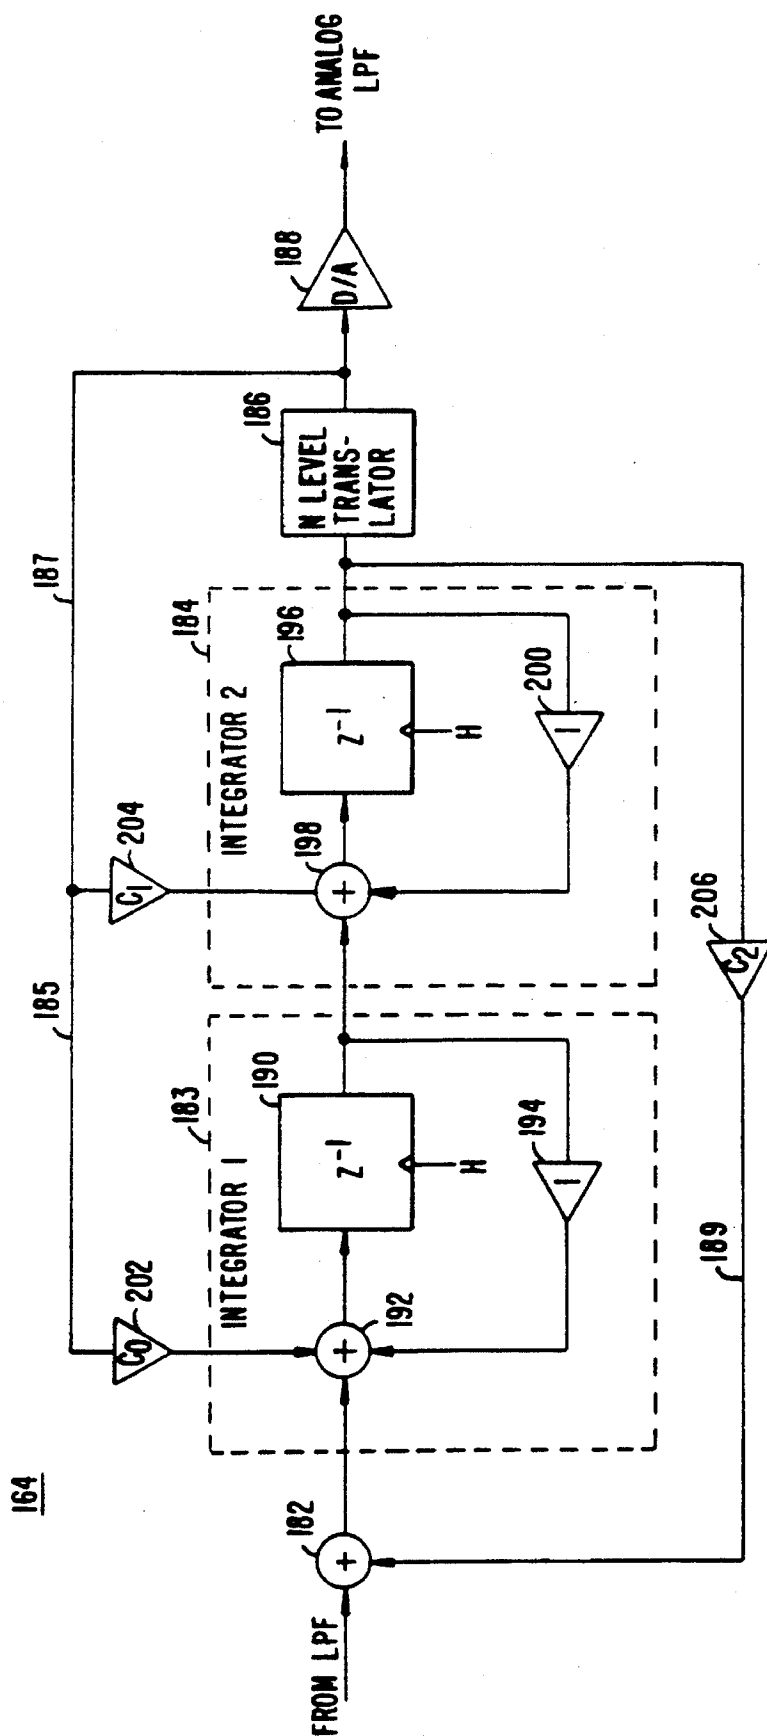 164
FROM LPF
182
C0
202
185
C1
204
187
183
INTEGRATOR 1
192
190
Z-1
H
194
1
184
INTEGRATOR 2
198
196
Z-1
H
200
1
186
N LEVEL
TRANS-
LATOR
188
D/A
TO ANALOG
LPF
189
C2
206